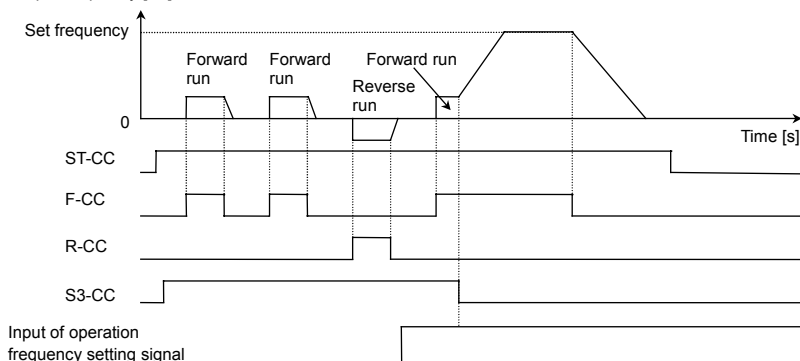 Set frequency
Forward
run
Forward
run
Forward run
Reverse
run
0
Time [s]
ST-CC
F-CC
R-CC
S3-CC
Input of operation
frequency setting signal